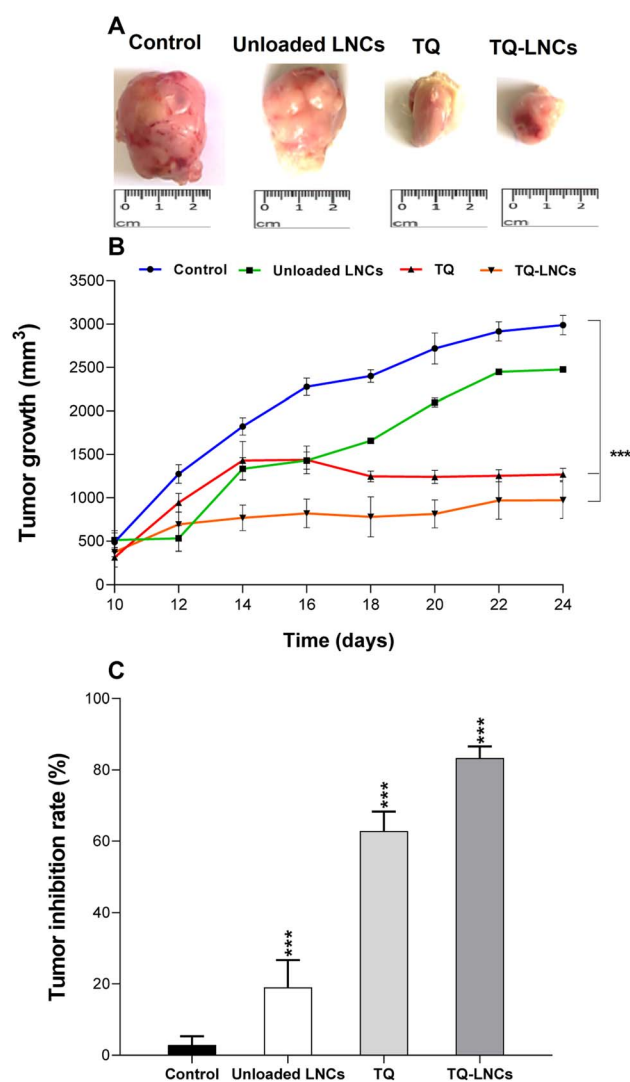 A
Control
Unloaded LNCs
TQ
TQ-LNCs
0 1 2
cm
0 1 2
cm
0 1 2
cm
0 1 2
cm
B
Control
Unloaded LNCs
TQ
TQ-LNCs
Tumor growth (mm³)
3500
3000
2500
2000
1500
1000
500
0
10 12 14 16 18 20 22 24
Time (days)
***
C
Tumor inhibition rate (%)
100
80
60
40
20
0
***
***
***
Control
Unloaded LNCs
TQ
TQ-LNCs